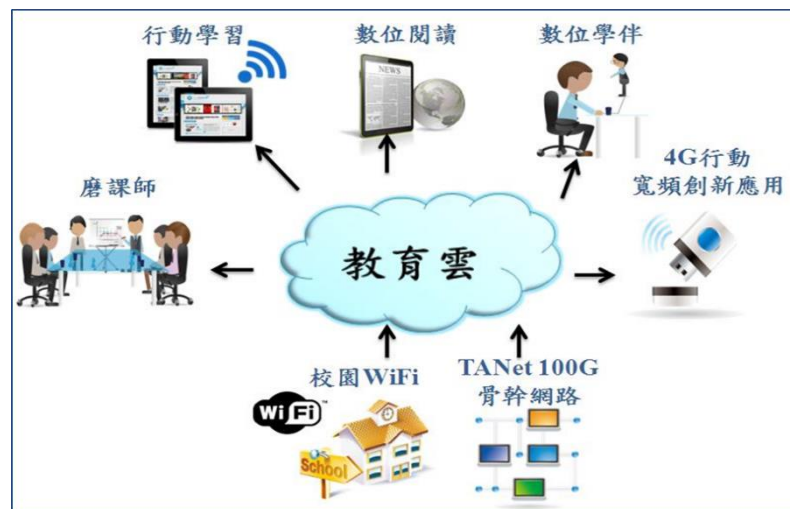 行動學習
數位閱讀
數位學伴
NEWS
4G行動
寬頻創新應用
磨課師
教育雲
校園WiFi
TANet 100G
骨幹網路
WiFi
TM
School